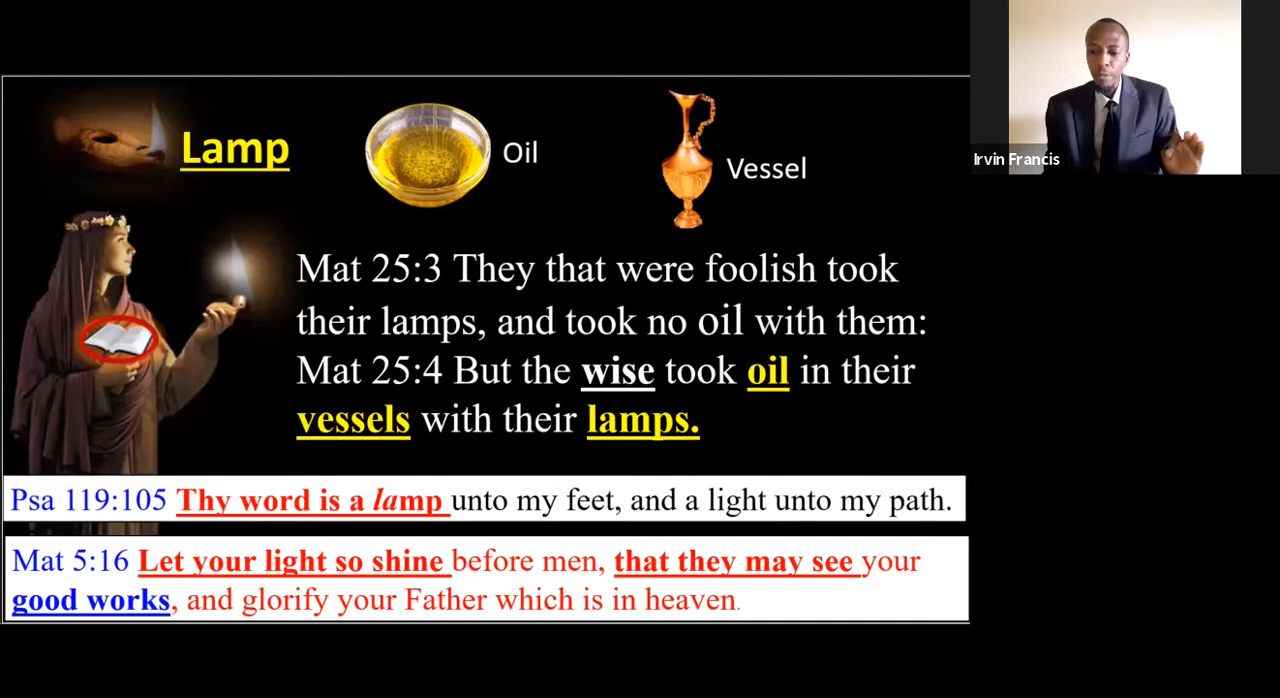 Lamp
Oil
Vessel
Irvin Francis
Mat 25:3 They that were foolish took
their lamps, and took no oil with them:
Mat 25:4 But the wise took oil in their
vessels with their lamps.
Psa 119:105 Thy word is a lamp unto my feet, and a light unto my path.
Mat 5:16 Let your light so shine before men, that they may see your
good works, and glorify your Father which is in heaven.